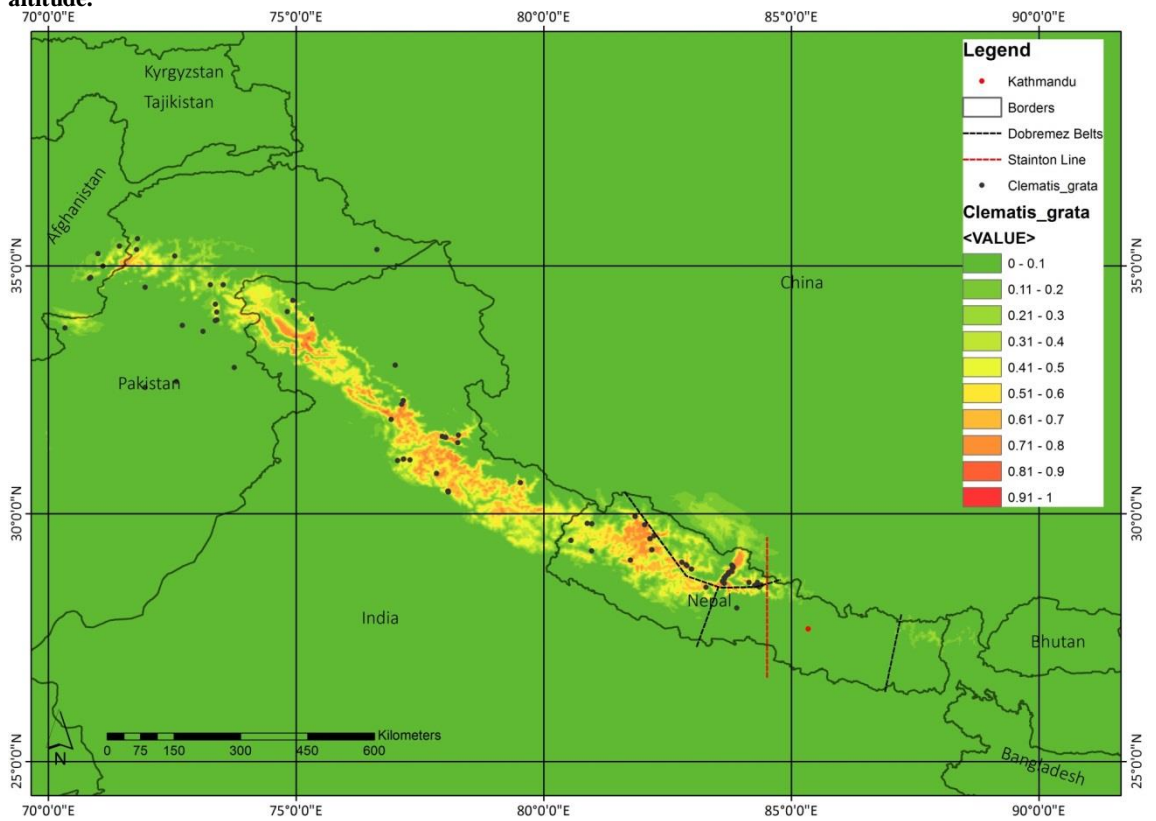 altitude.
70°0'0"E 75°0'0"E 80°0'0"E 85°0'0"E 90°0'0"E
Legend
Kathmandu
Borders
Dobremez Belts
Stainton Line
Clematis_grata
Clematis_grata
<VALUE>
0 - 0.1
0.11 - 0.2
0.21 - 0.3
0.31 - 0.4
0.41 - 0.5
0.51 - 0.6
0.61 - 0.7
0.71 - 0.8
0.81 - 0.9
0.91 - 1
Kyrgyzstan
Tajikistan
Afghanistan
35°0'0"N
35°0'0"N
China
Pakistan
30°0'0"N
30°0'0"N
India
Nepal
Bhutan
Bangladesh
25°0'0"N
25°0'0"N
N
Kilometers
0 75 150 300 450 600
70°0'0"E 75°0'0"E 80°0'0"E 85°0'0"E 90°0'0"E